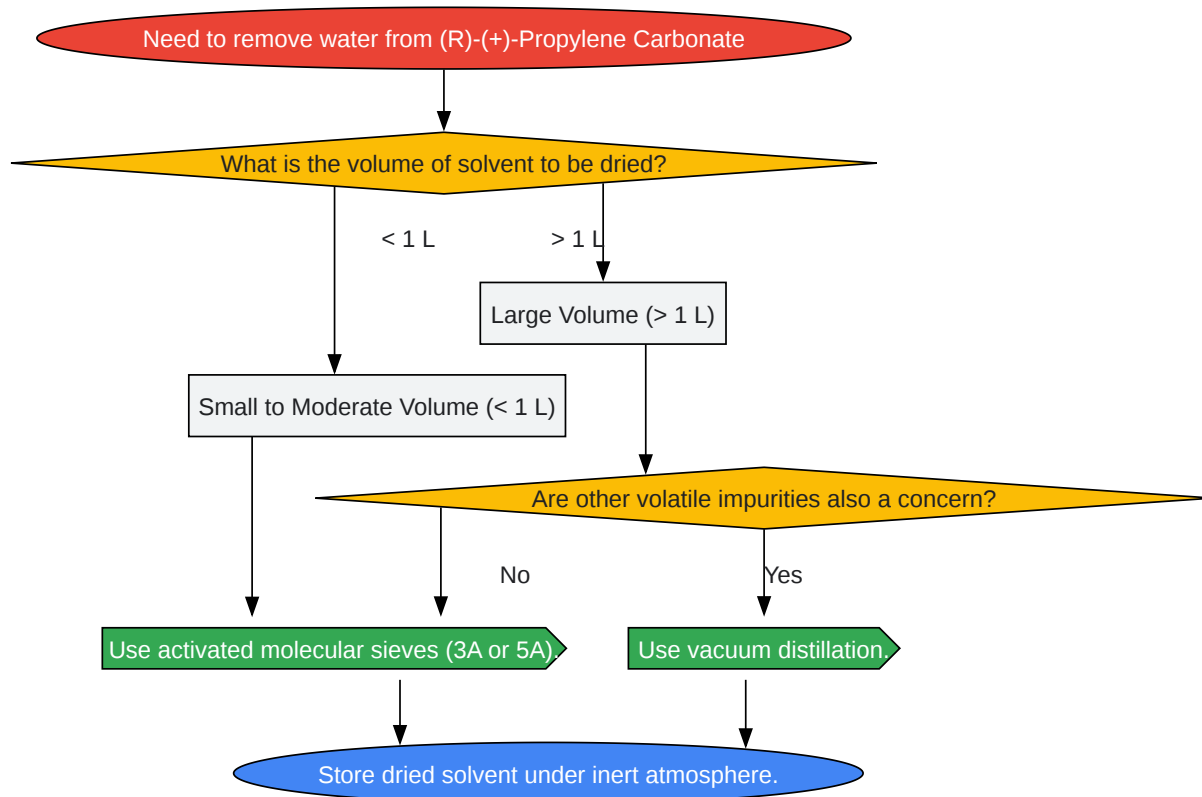 Need to remove water from (R)-(+)-Propylene Carbonate
What is the volume of solvent to be dried?
< 1 L
> 1 L
Large Volume (> 1 L)
Small to Moderate Volume (< 1 L)
Are other volatile impurities also a concern?
No
Yes
Use activated molecular sieves (3A or 5A).
Use vacuum distillation.
Store dried solvent under inert atmosphere.